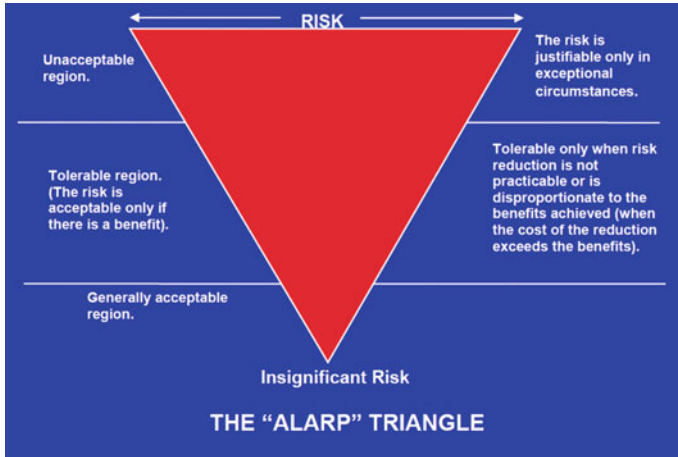 RISK
Unacceptable
region.
The risk is
justifiable only in
exceptional
circumstances.
Tolerable region.
(The risk is
acceptable only if
there is a benefit).
Tolerable only when risk
reduction is not
practicable or is
disproportionate to the
benefits achieved (when
the cost of the reduction
exceeds the benefits).
Generally acceptable
region.
Insignificant Risk
THE “ALARP” TRIANGLE